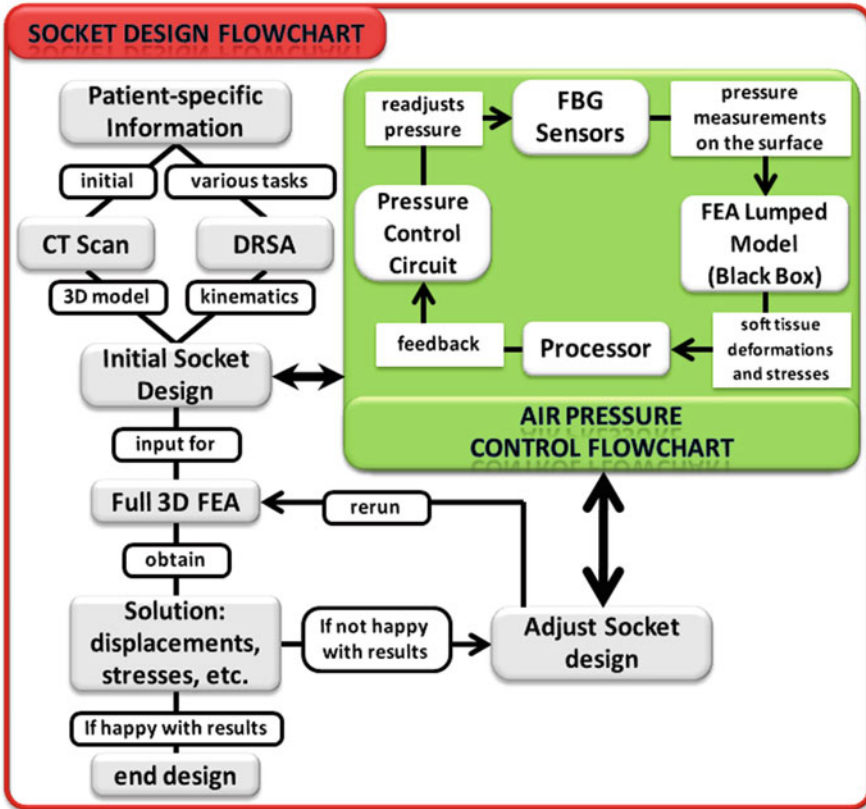 SOCKET DESIGN FLOWCHART
Patient-specific
Information
initial
various tasks
CT Scan
DRSA
3D model
kinematics
Initial Socket
Design
input for
Full 3D FEA
rerun
obtain
Solution:
displacements,
stresses, etc.
If not happy
with results
Adjust Socket
design
If happy with results
end design
readjusts
pressure
FBG
Sensors
pressure
measurements
on the surface
Pressure
Control
Circuit
FEA Lumped
Model
(Black Box)
feedback
Processor
soft tissue
deformations
and stresses
AIR PRESSURE
CONTROL FLOWCHART